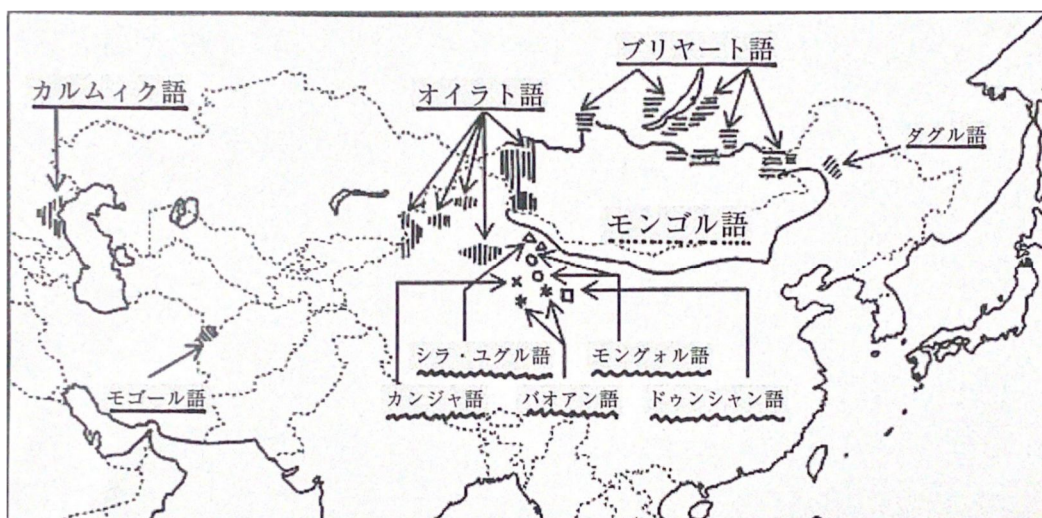 ブリヤート語
カルムィク語
オイラト語
ダグル語
モンゴル語
シラ・ユグル語
モングォル語
モゴール語
カンジャ語
バオアン語
ドゥンシャン語